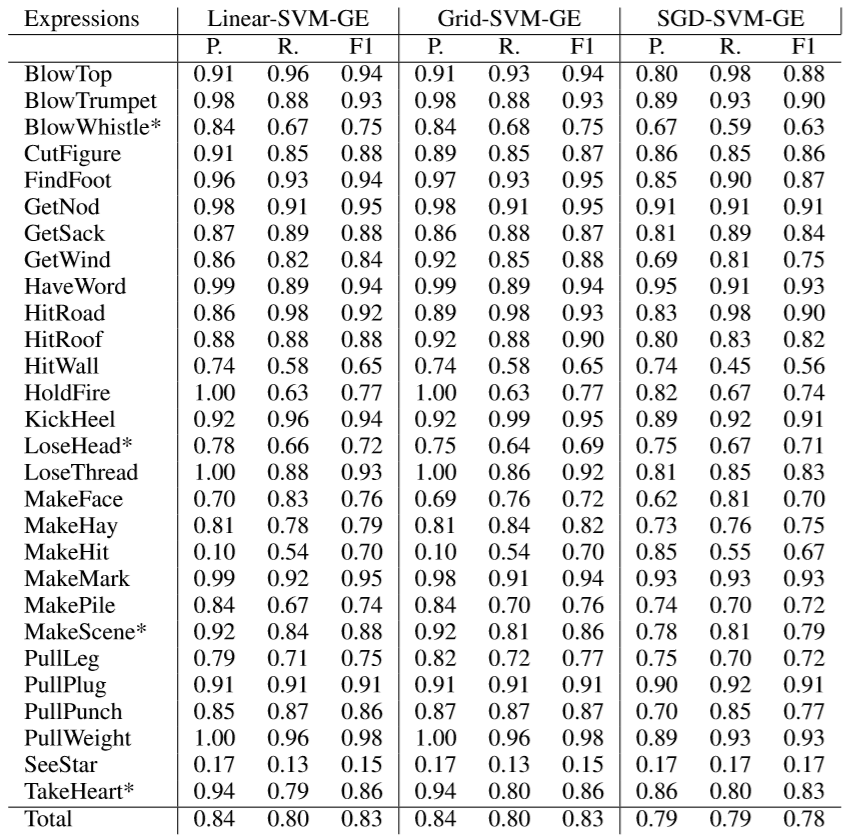 Expressions Linear-SVM-GE Grid-SVM-GE SGD-SVM-GE
P. R. F1 P. R. F1 P. R. F1
BlowTop 0.91 0.96 0.94 0.91 0.93 0.94 0.80 0.98 0.88
BlowTrumpet 0.98 0.88 0.93 0.98 0.88 0.93 0.89 0.93 0.90
BlowWhistle* 0.84 0.67 0.75 0.84 0.68 0.75 0.67 0.59 0.63
CutFigure 0.91 0.85 0.88 0.89 0.85 0.87 0.86 0.85 0.86
FindFoot 0.96 0.93 0.94 0.97 0.93 0.95 0.85 0.90 0.87
GetNod 0.98 0.91 0.95 0.98 0.91 0.95 0.91 0.91 0.91
GetSack 0.87 0.89 0.88 0.86 0.88 0.87 0.81 0.89 0.84
GetWind 0.86 0.82 0.84 0.92 0.85 0.88 0.69 0.81 0.75
HaveWord 0.99 0.89 0.94 0.99 0.89 0.94 0.95 0.91 0.93
HitRoad 0.86 0.98 0.92 0.89 0.98 0.93 0.83 0.98 0.90
HitRoof 0.88 0.88 0.88 0.92 0.88 0.90 0.80 0.83 0.82
HitWall 0.74 0.58 0.65 0.74 0.58 0.65 0.74 0.45 0.56
HoldFire 1.00 0.63 0.77 1.00 0.63 0.77 0.82 0.67 0.74
KickHeel 0.92 0.96 0.94 0.92 0.99 0.95 0.89 0.92 0.91
LoseHead* 0.78 0.66 0.72 0.75 0.64 0.69 0.75 0.67 0.71
LoseThread 1.00 0.88 0.93 1.00 0.86 0.92 0.81 0.85 0.83
MakeFace 0.70 0.83 0.76 0.69 0.76 0.72 0.62 0.81 0.70
MakeHay 0.81 0.78 0.79 0.81 0.84 0.82 0.73 0.76 0.75
MakeHit 0.10 0.54 0.70 0.10 0.54 0.70 0.85 0.55 0.67
MakeMark 0.99 0.92 0.95 0.98 0.91 0.94 0.93 0.93 0.93
MakePile 0.84 0.67 0.74 0.84 0.70 0.76 0.74 0.70 0.72
MakeScene* 0.92 0.84 0.88 0.92 0.81 0.86 0.78 0.81 0.79
PullLeg 0.79 0.71 0.75 0.82 0.72 0.77 0.75 0.70 0.72
PullPlug 0.91 0.91 0.91 0.91 0.91 0.91 0.90 0.92 0.91
PullPunch 0.85 0.87 0.86 0.87 0.87 0.87 0.70 0.85 0.77
PullWeight 1.00 0.96 0.98 1.00 0.96 0.98 0.89 0.93 0.93
SeeStar 0.17 0.13 0.15 0.17 0.13 0.15 0.17 0.17 0.17
TakeHeart* 0.94 0.79 0.86 0.94 0.80 0.86 0.86 0.80 0.83
Total 0.84 0.80 0.83 0.84 0.80 0.83 0.79 0.79 0.78